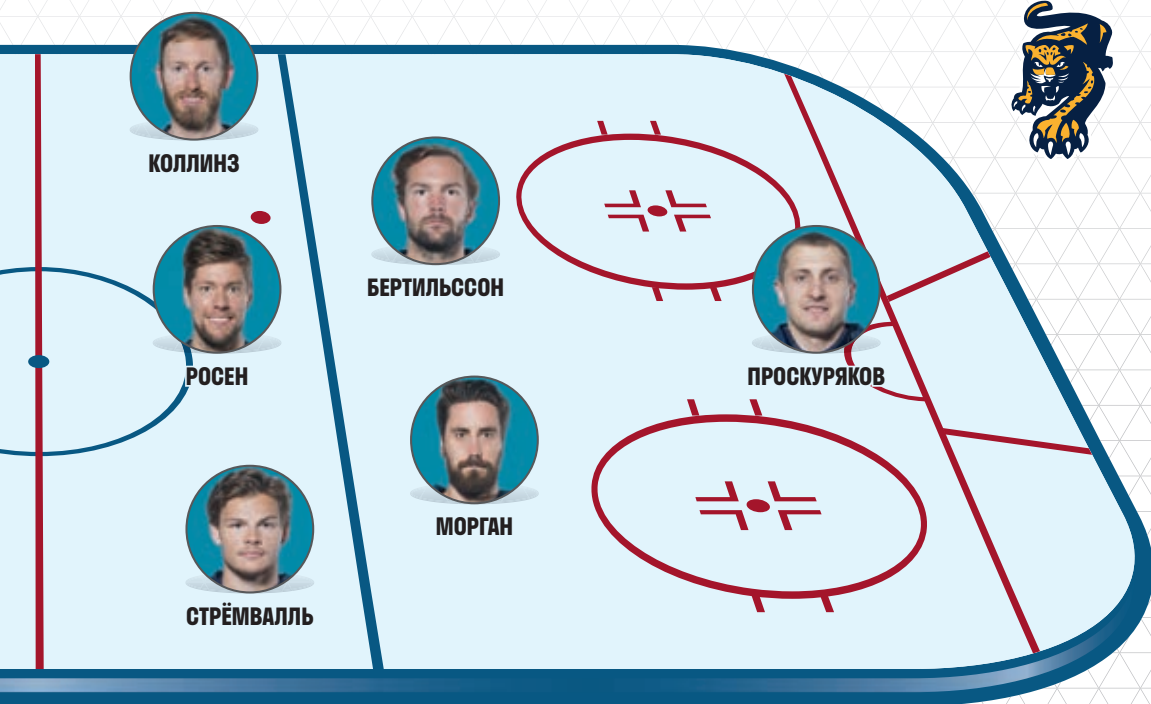 КОЛЛИНЗ
БЕРТИЛЬССОН
РОСЕН
ПРОСКУРЯКОВ
МОРГАН
СТРЁМВАЛЛЬ